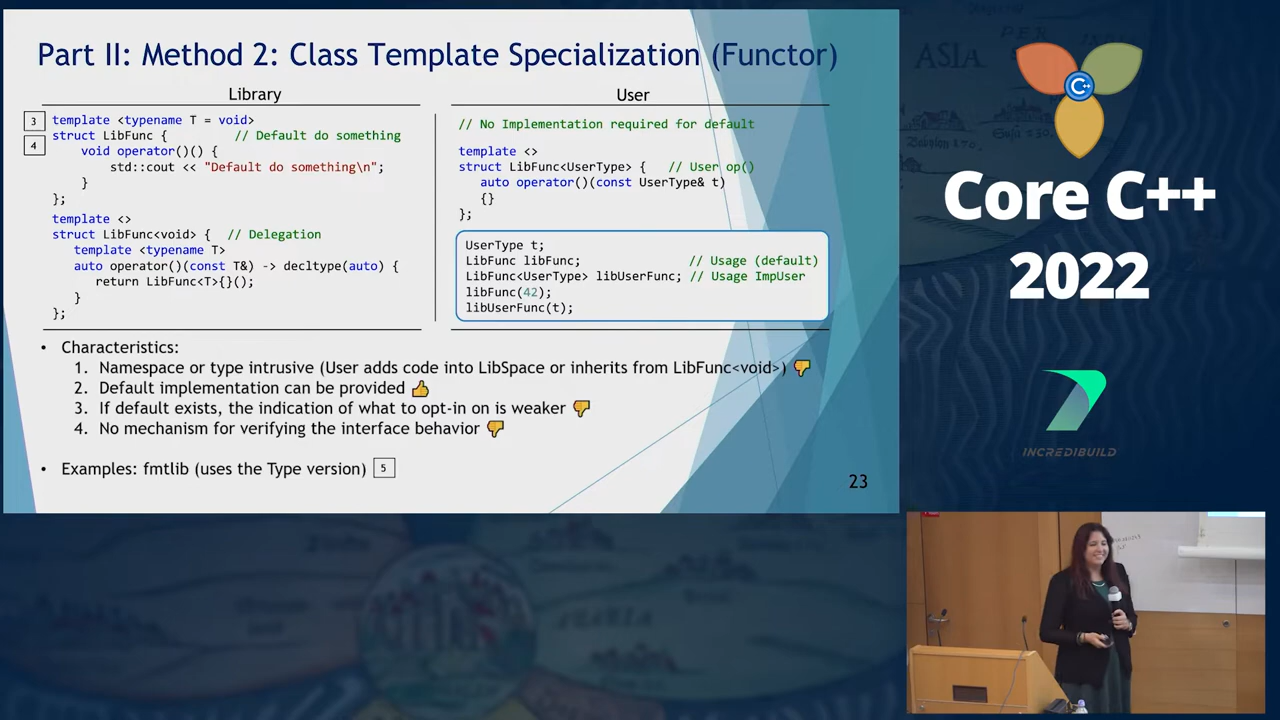 Part II: Method 2: Class Template Specialization (Functor)
Library
3
4
template <typename T = void>
struct LibFunc { // Default do something
void operator()() {
std::cout << "Default do something\n";
}
};
template <>
struct LibFunc<void> { // Delegation
template <typename T>
auto operator()(const T&) -> decltype(auto) {
return LibFunc<T>{}();
}
};
User
// No Implementation required for default
template <>
struct LibFunc<UserType> { // User op()
auto operator()(const UserType& t)
{}
};
UserType t;
LibFunc libFunc; // Usage (default)
LibFunc<UserType> libUserFunc; // Usage ImpUser
libFunc(42);
libUserFunc(t);
• Characteristics:
1. Namespace or type intrusive (User adds code into LibSpace or inherits from LibFunc<void>)
2. Default implementation can be provided
3. If default exists, the indication of what to opt-in on is weaker
4. No mechanism for verifying the interface behavior
• Examples: fmtlib (uses the Type version) 5
23
C++
Core C++
2022
INCREDIBUILD
ASIA